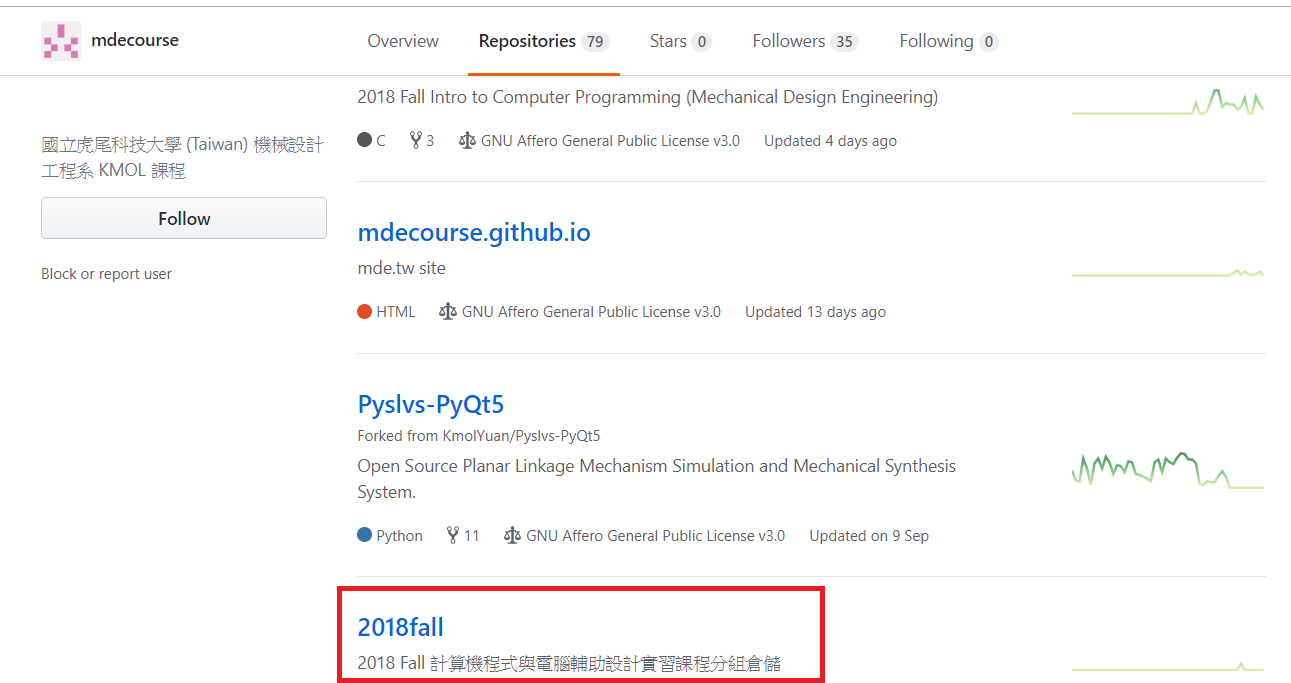 mdecourse
Overview Repositories 79 Stars 0 Followers 35 Following 0
國立虎尾科技大學 (Taiwan) 機械設計
工程系 KMOL 課程
Follow
Block or report user
2018 Fall Intro to Computer Programming (Mechanical Design Engineering)
C 3 GNU Affero General Public License v3.0 Updated 4 days ago
mdecourse.github.io
mde.tw site
HTML GNU Affero General Public License v3.0 Updated 13 days ago
Pyslvs-PyQt5
Forked from KmolYuan/Pyslvs-PyQt5
Open Source Planar Linkage Mechanism Simulation and Mechanical Synthesis
System.
Python 11 GNU Affero General Public License v3.0 Updated on 9 Sep
2018fall
2018 Fall 計算機程式與電腦輔助設計實習課程分組倉儲